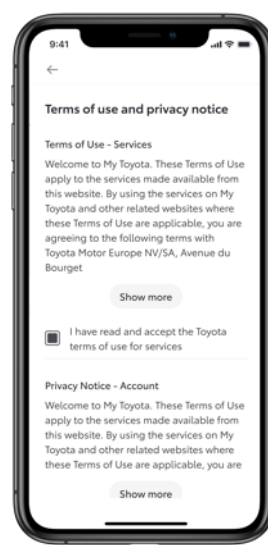 9:41
Terms of use and privacy notice
Terms of Use - Services
Welcome to My Toyota. These Terms of Use
apply to the services made available from
this website. By using the services on My
Toyota and other related websites where
these Terms of Use are applicable, you are
agreeing to the following terms with
Toyota Motor Europe NV/SA, Avenue du
Bourget
Show more
I have read and accept the Toyota
terms of use for services
Privacy Notice - Account
Welcome to My Toyota. These Terms of Use
apply to the services made available from
this website. By using the services on My
Toyota and other related websites where
these Terms of Use are applicable, you are
Show more